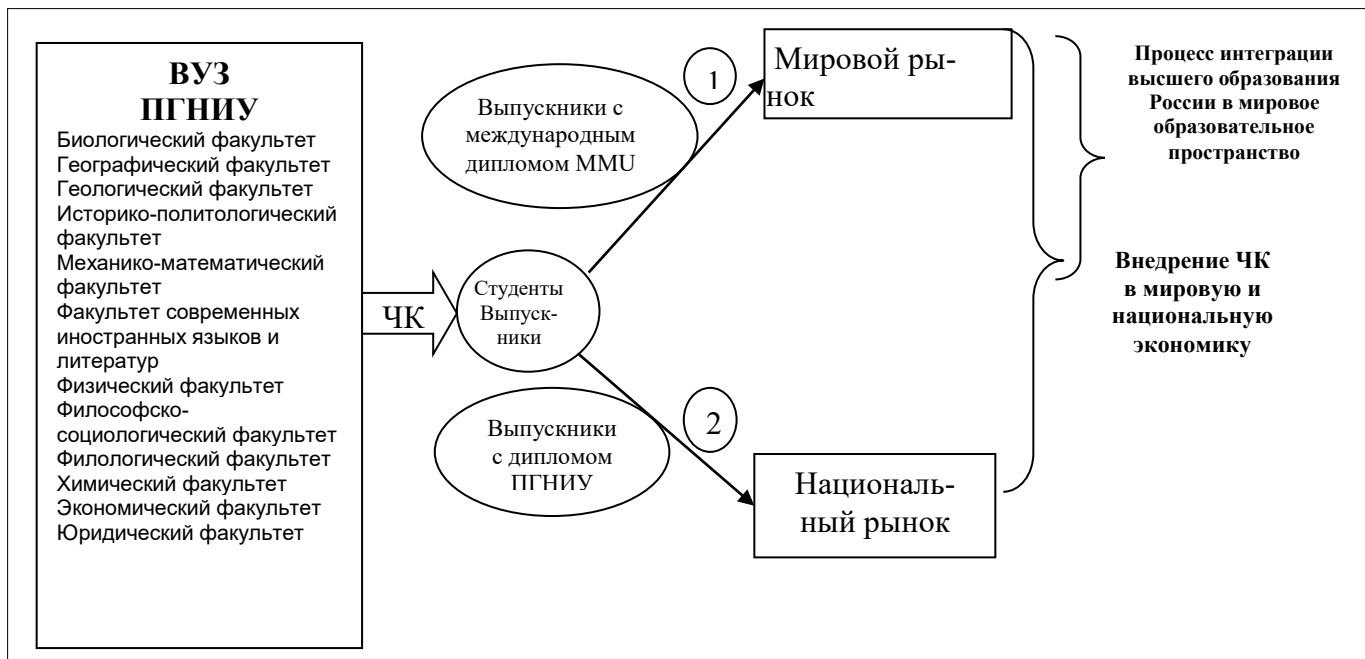 ВУЗ
ПГНИУ
Биологический факультет
Географический факультет
Геологический факультет
Историко-политологический
факультет
Механико-математический
факультет
Факультет современных
иностранных языков и
литератур
Физический факультет
Философско-
социологический факультет
Филологический факультет
Химический факультет
Экономический факультет
Юридический факультет
ЧК
Студенты
Выпуск-
ники
Выпускники с
международным
дипломом MMU
1
Мировой ры-
нок
Выпускники
с дипломом
ПГНИУ
2
Националь-
ный рынок
Процесс интеграции
высшего образования
России в мировое
образовательное
пространство
Внедрение ЧК
в мировую и
национальную
экономику